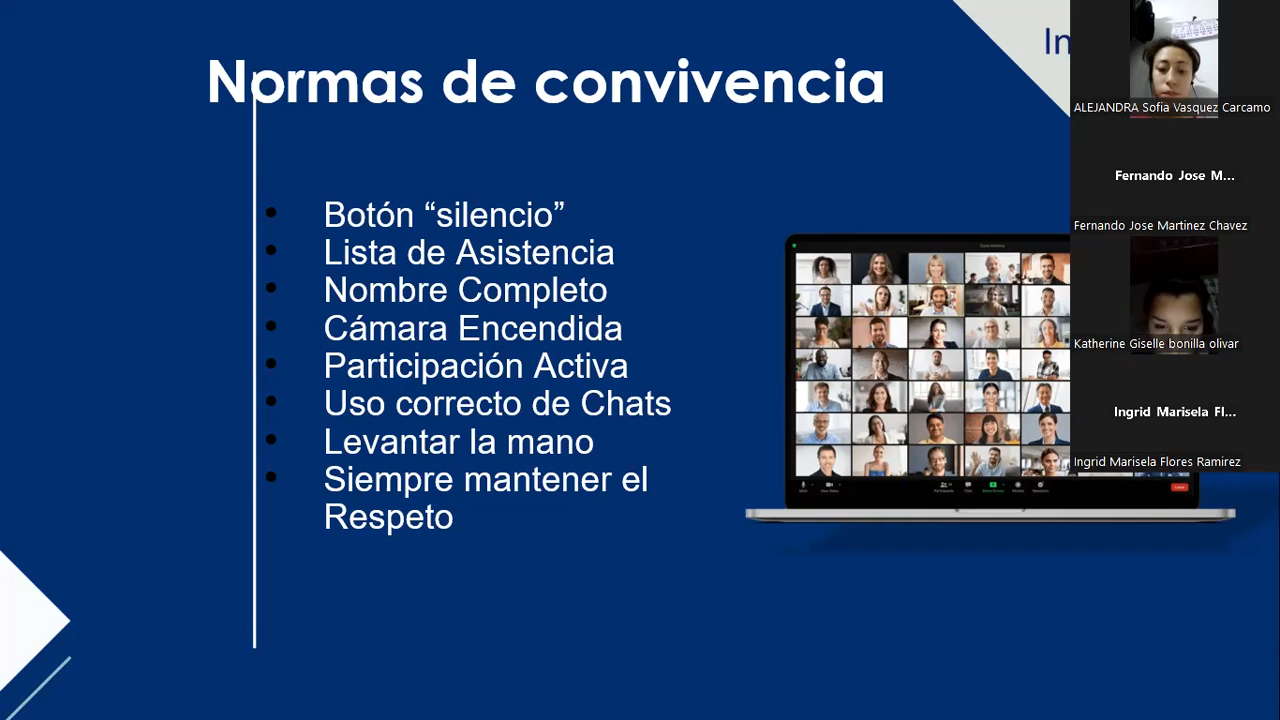 Normas de convivencia
In
Botón “silencio”
Lista de Asistencia
Nombre Completo
Cámara Encendida
Participación Activa
Uso correcto de Chats
Levantar la mano
Siempre mantener el
Respeto
ALEJANDRA Sofia Vasquez Carcamo
Fernando Jose M...
Fernando Jose Martinez Chavez
Katherine Giselle bonilla olivar
Ingrid Marisela Fl...
Ingrid Marisela Flores Ramirez